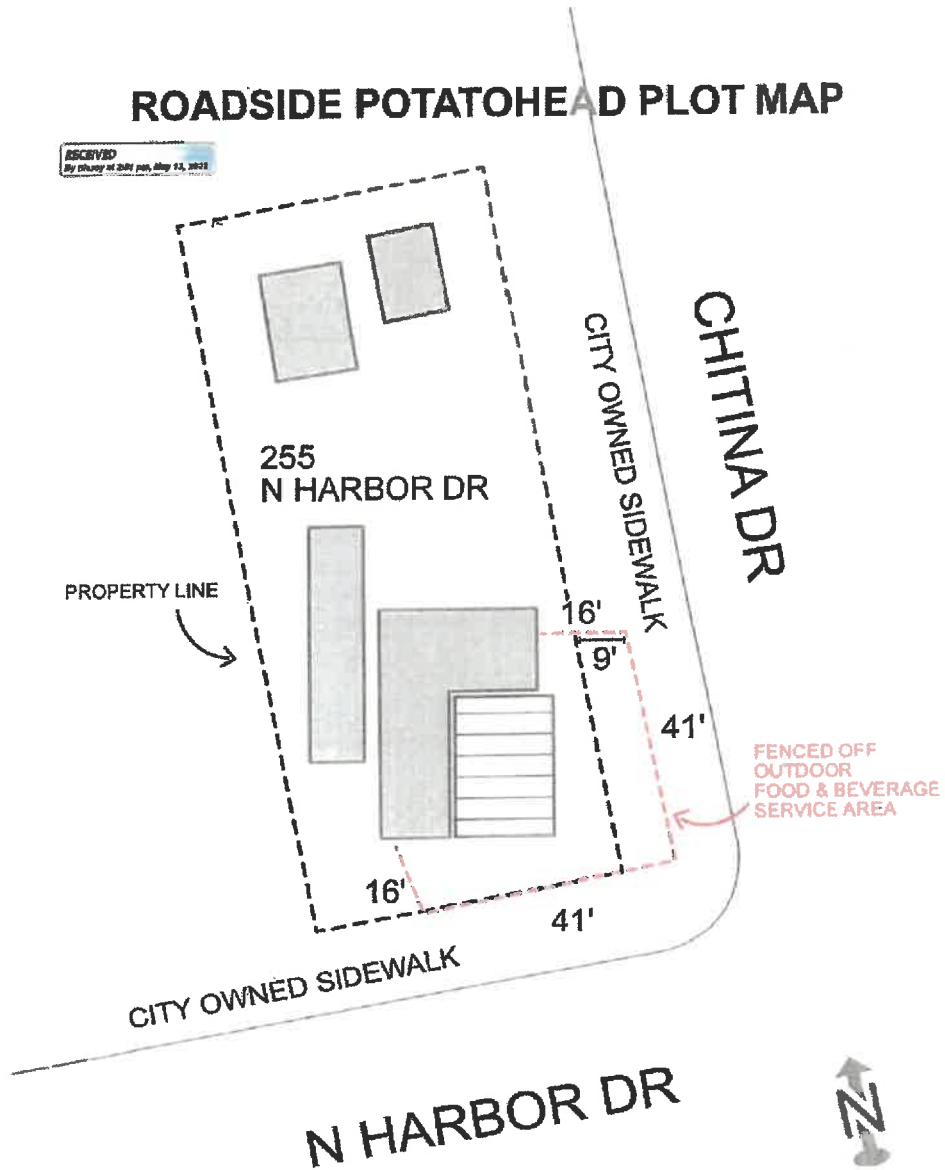 ROADSIDE POTATOHEAD PLOT MAP
RECEIVED
CITY OWNED SIDEWALK
CHITINA DR
255
N HARBOR DR
PROPERTY LINE
16'
9'
41'
FENCED OFF
OUTDOOR
FOOD & BEVERAGE
SERVICE AREA
16'
41'
CITY OWNED SIDEWALK
N HARBOR DR
N